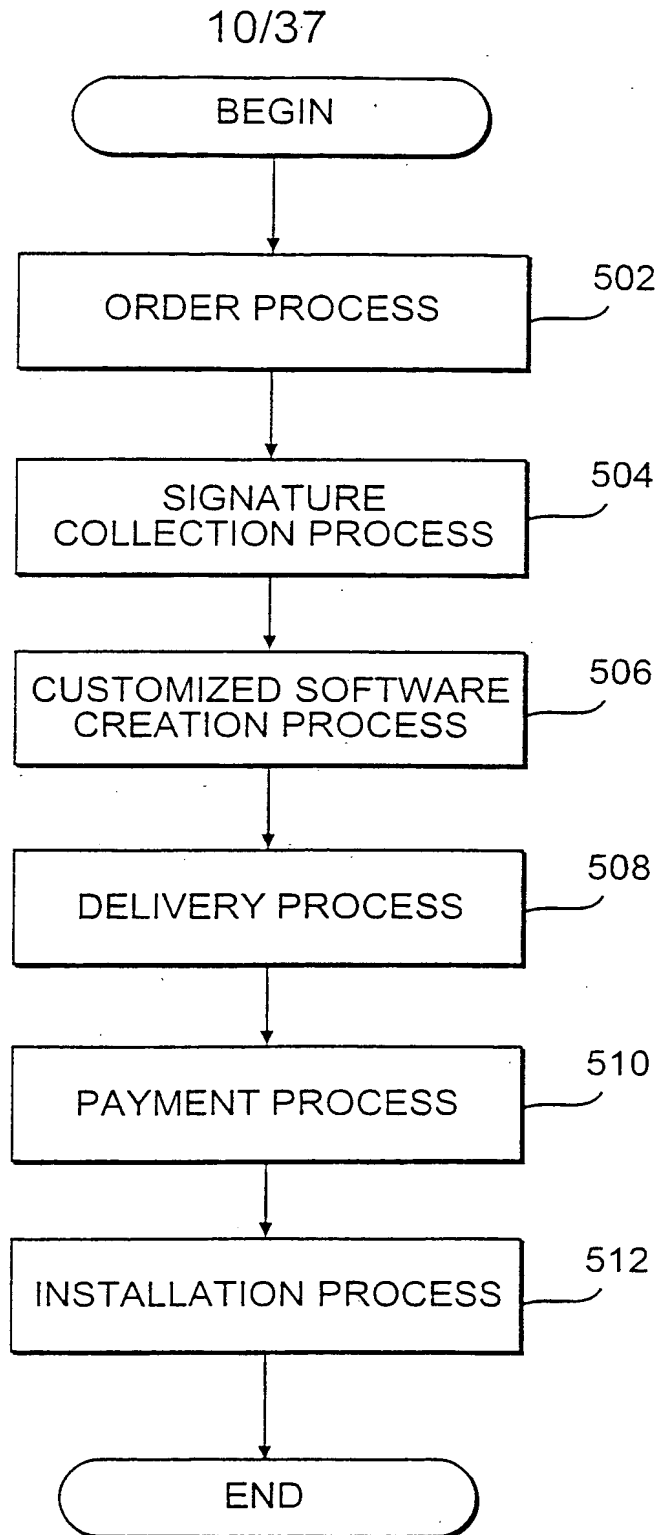 10/37
BEGIN
ORDER PROCESS
502
SIGNATURE
COLLECTION PROCESS
504
CUSTOMIZED SOFTWARE
CREATION PROCESS
506
DELIVERY PROCESS
508
PAYMENT PROCESS
510
INSTALLATION PROCESS
512
END